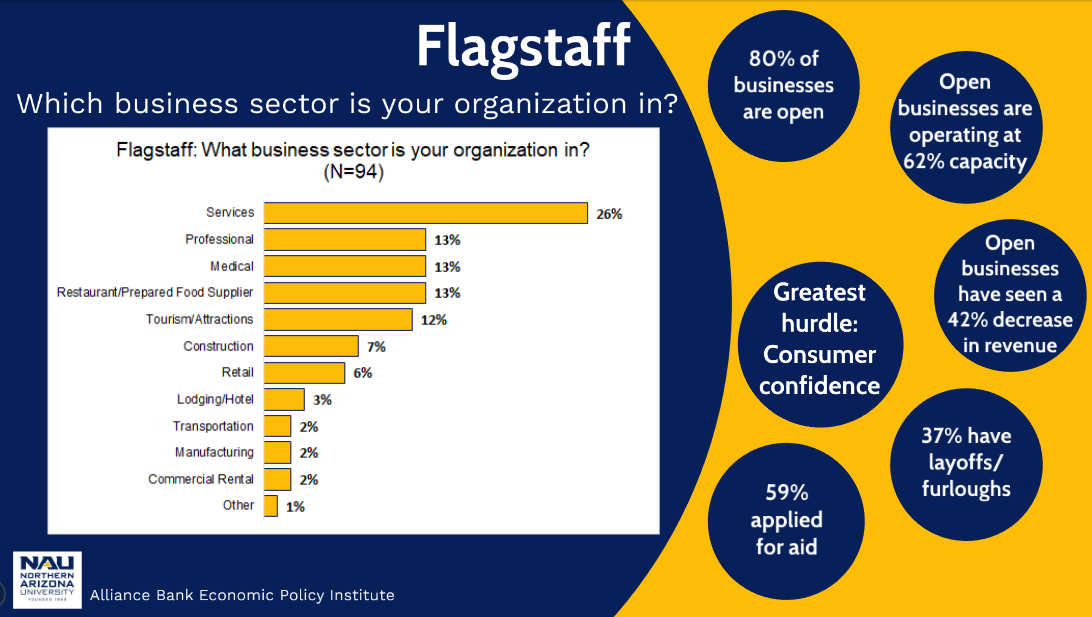 Flagstaff
Which business sector is your organization in?
Flagstaff: What business sector is your organization in?
(N=94)
Services 26%
Professional 13%
Medical 13%
Restaurant/Prepared Food Supplier 13%
Tourism/Attractions 12%
Construction 7%
Retail 6%
Lodging/Hotel 3%
Transportation 2%
Manufacturing 2%
Commercial Rental 2%
Other 1%
80% of
businesses
are open
Open
businesses are
operating at
62% capacity
Open
businesses
have seen a
42% decrease
in revenue
Greatest
hurdle:
Consumer
confidence
37% have
layoffs/
furloughs
59%
applied
for aid
NAU
NORTHERN
ARIZONA
UNIVERSITY
FOUNDED 1899
Alliance Bank Economic Policy Institute